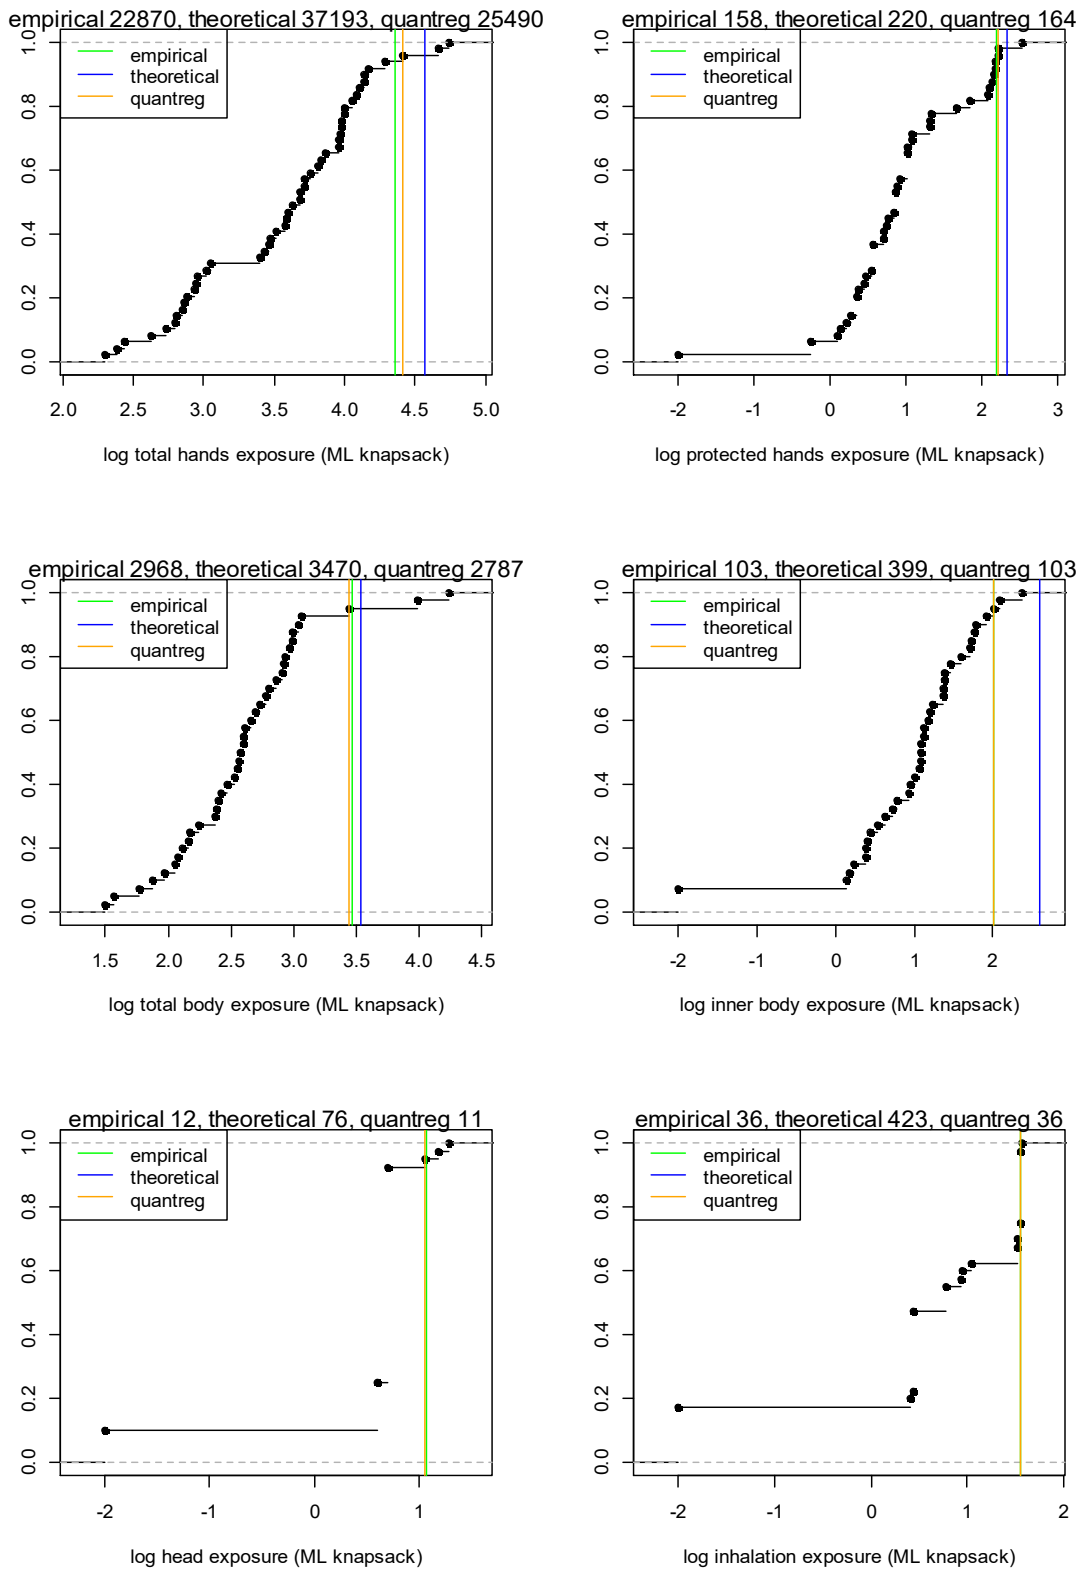 empirical 22870, theoretical 37193, quantreg 25490
empirical
theoretical
quantreg
1.0
0.8
0.6
0.4
0.2
0.0
2.0 2.5 3.0 3.5 4.0 4.5 5.0
log total hands exposure (ML knapsack)
empirical 158, theoretical 220, quantreg 164
empirical
theoretical
quantreg
1.0
0.8
0.6
0.4
0.2
0.0
-2 -1 0 1 2 3
log protected hands exposure (ML knapsack)
empirical 2968, theoretical 3470, quantreg 2787
empirical
theoretical
quantreg
1.0
0.8
0.6
0.4
0.2
0.0
1.5 2.0 2.5 3.0 3.5 4.0 4.5
log total body exposure (ML knapsack)
empirical 103, theoretical 399, quantreg 103
empirical
theoretical
quantreg
1.0
0.8
0.6
0.4
0.2
0.0
-2 -1 0 1 2
log inner body exposure (ML knapsack)
empirical 12, theoretical 76, quantreg 11
empirical
theoretical
quantreg
1.0
0.8
0.6
0.4
0.2
0.0
-2 -1 0 1
log head exposure (ML knapsack)
empirical 36, theoretical 423, quantreg 36
empirical
theoretical
quantreg
1.0
0.8
0.6
0.4
0.2
0.0
-2 -1 0 1 2
log inhalation exposure (ML knapsack)